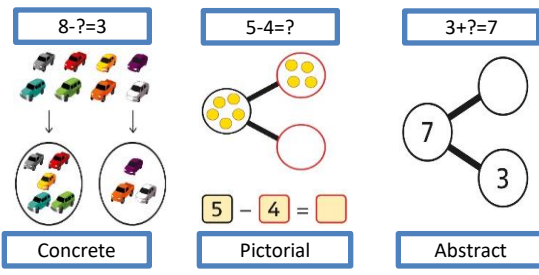 8-?=3
5-4=?
3+?=7
7
3
5 − 4 =
Concrete
Pictorial
Abstract